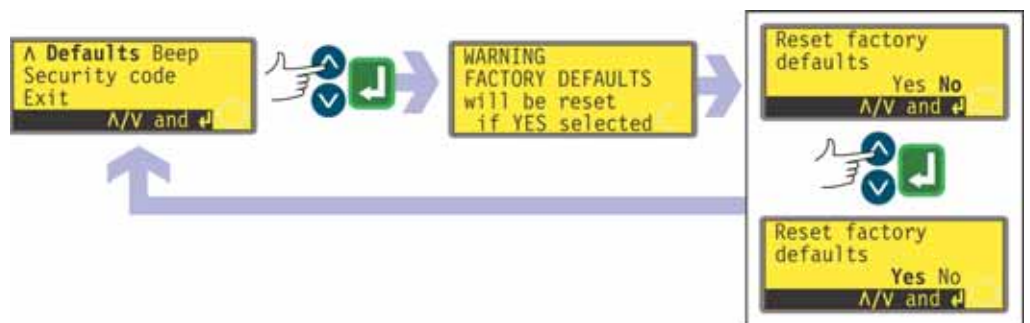 ∧ Defaults Beep
Security code
Exit
∧/∨ and ↵
WARNING
FACTORY DEFAULTS
will be reset
if YES selected
Reset factory
defaults
Yes No
∧/∨ and ↵
Reset factory
defaults
Yes No
∧/∨ and ↵